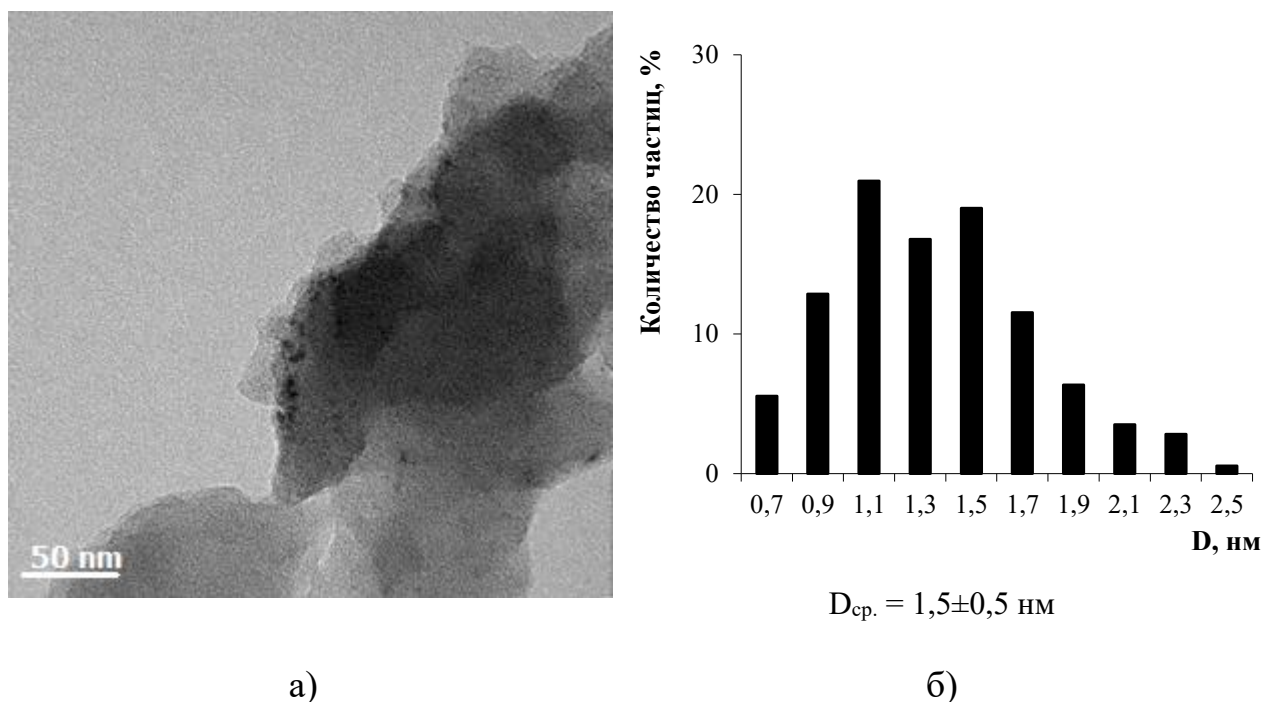 50 nm
Количество частиц, %
30
20
10
0
0,7 0,9 1,1 1,3 1,5 1,7 1,9 2,1 2,3 2,5
D, нм
Dср. = 1,5±0,5 нм
а) б)